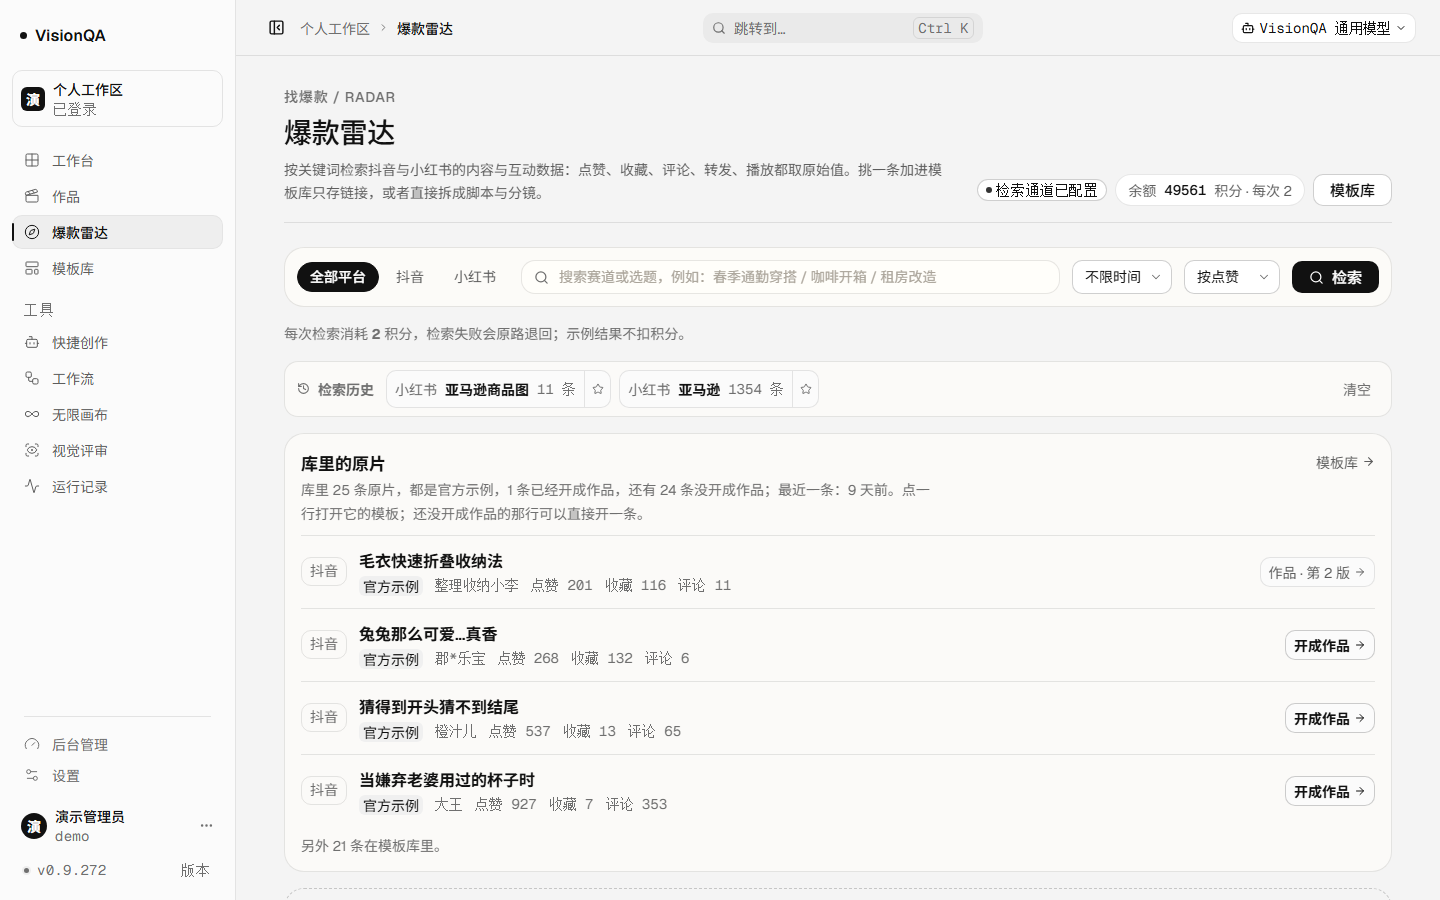 VisionQA
演
个人工作区
已登录
工作台
作品
爆款雷达
模板库
工具
快捷创作
工作流
无限画布
视觉评审
运行记录
后台管理
设置
演
演示管理员
demo
v0.9.272 版本
个人工作区 爆款雷达
跳转到… Ctrl K
VisionQA 通用模型
找爆款 / RADAR
爆款雷达
按关键词检索抖音与小红书的内容与互动数据：点赞、收藏、评论、转发、播放都取原始值。挑一条加进模
板库只存链接，或者直接拆成脚本与分镜。
检索通道已配置
余额 49561 积分 · 每次 2
模板库
全部平台 抖音 小红书 搜索赛道或选题，例如：春季通勤穿搭 / 咖啡开箱 / 租房改造 不限时间 按点赞 检索
每次检索消耗 2 积分，检索失败会原路退回；示例结果不扣积分。
检索历史 小红书 亚马逊商品图 11 条 小红书 亚马逊 1354 条 清空
库里的原片 模板库
库里 25 条原片，都是官方示例，1 条已经开成作品，还有 24 条没开成作品；最近一条：9 天前。点一
行打开它的模板；还没开成作品的那行可以直接开一条。
抖音 毛衣快速折叠收纳法
官方示例 整理收纳小李 点赞 201 收藏 116 评论 11
作品 · 第 2 版
抖音 兔兔那么可爱…真香
官方示例 郡*乐宝 点赞 268 收藏 132 评论 6
开成作品
抖音 猜得到开头猜不到结尾
官方示例 橙汁儿 点赞 537 收藏 13 评论 65
开成作品
抖音 当嫌弃老婆用过的杯子时
官方示例 大王 点赞 927 收藏 7 评论 353
开成作品
另外 21 条在模板库里。